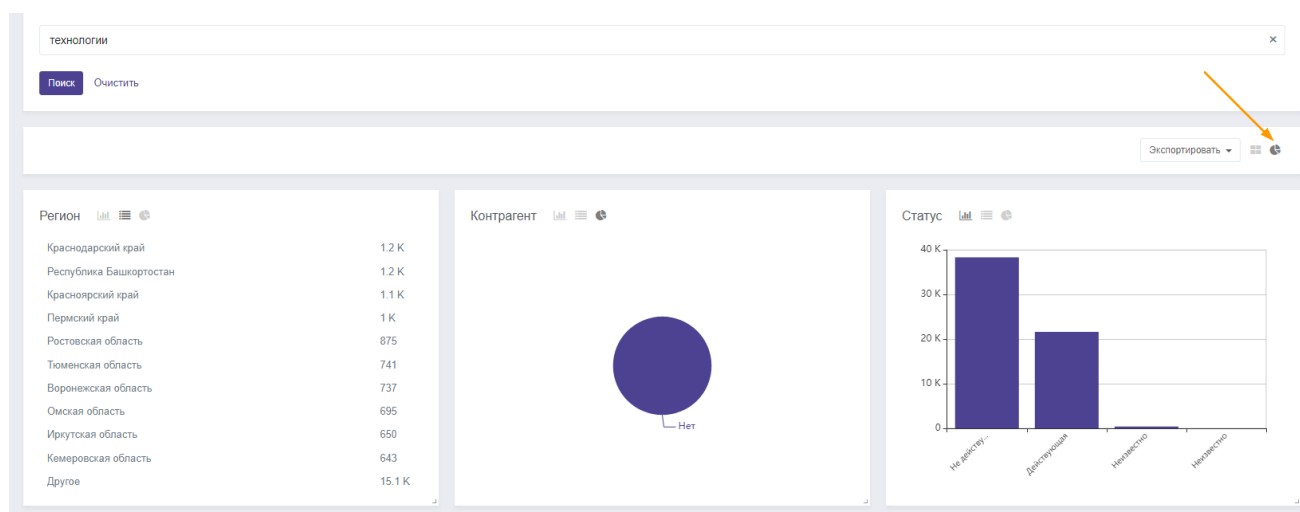 технологии ×
Поиск Очистить
Экспортировать
Регион
Краснодарский край 1.2 K
Республика Башкортостан 1.2 K
Красноярский край 1.1 K
Пермский край 1 K
Ростовская область 875
Тюменская область 741
Воронежская область 737
Омская область 695
Иркутская область 650
Кемеровская область 643
Другое 15.1 K
Контрагент
Нет
Статус
40 K
30 K
20 K
10 K
0
Не действу...
Действующая
Неизвестно
Неизвестно